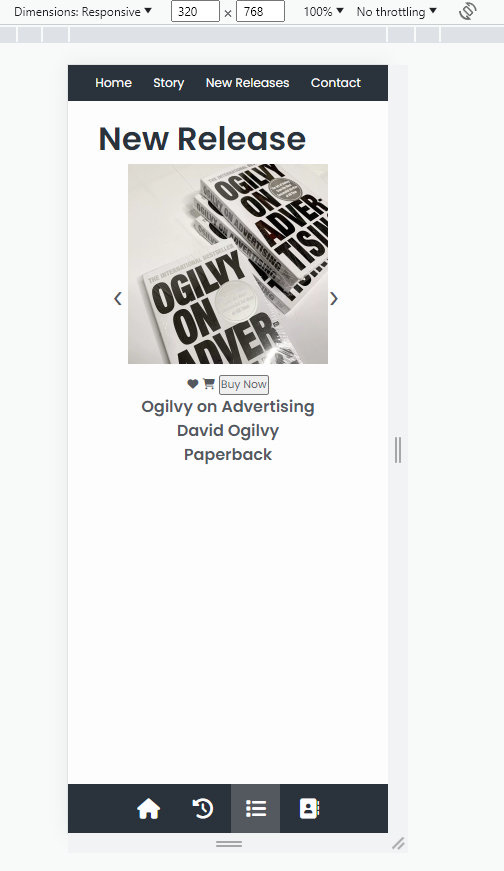 Dimensions: Responsive 320 × 768 100% No throttling
Home Story New Releases Contact
New Release
OGILVY
ON
ADVER-
TISIN
OGILVY ON ADVERTISING
THE INTERNATIONAL BESTSELLER
OGILVY
ON
ADVER-
‹ ›
Buy Now
Ogilvy on Advertising
David Ogilvy
Paperback